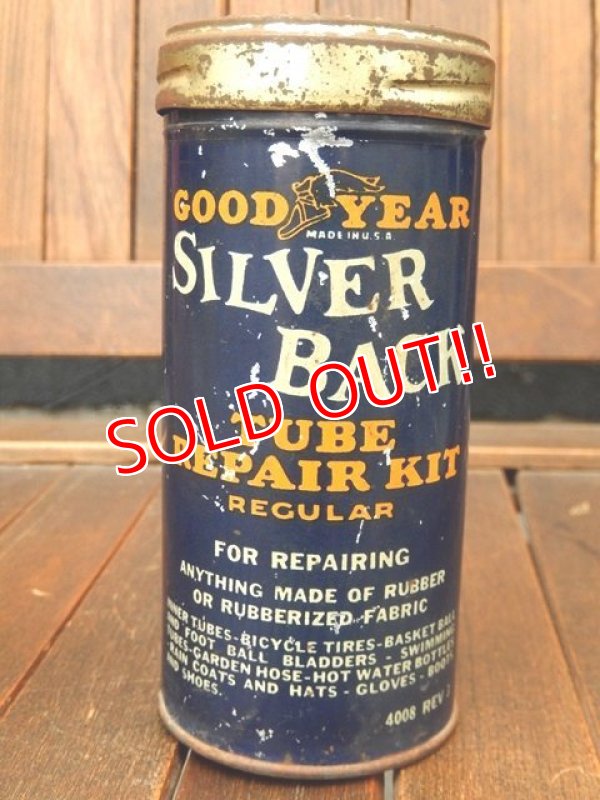 GOOD YEAR
MADE IN U.S.A.
SILVER
BACK
SOLD OUT!!
TUBE
REPAIR KIT
REGULAR
FOR REPAIRING
ANYTHING MADE OF RUBBER
OR RUBBERIZED FABRIC
INNER TUBES-BICYCLE TIRES-BASKET BALL
AND FOOT BALL BLADDERS - SWIMMING
TUBES-GARDEN HOSE-HOT WATER BOTTLES
RAIN COATS AND HATS - GLOVES - BOOTS
AND SHOES.
4008 REV